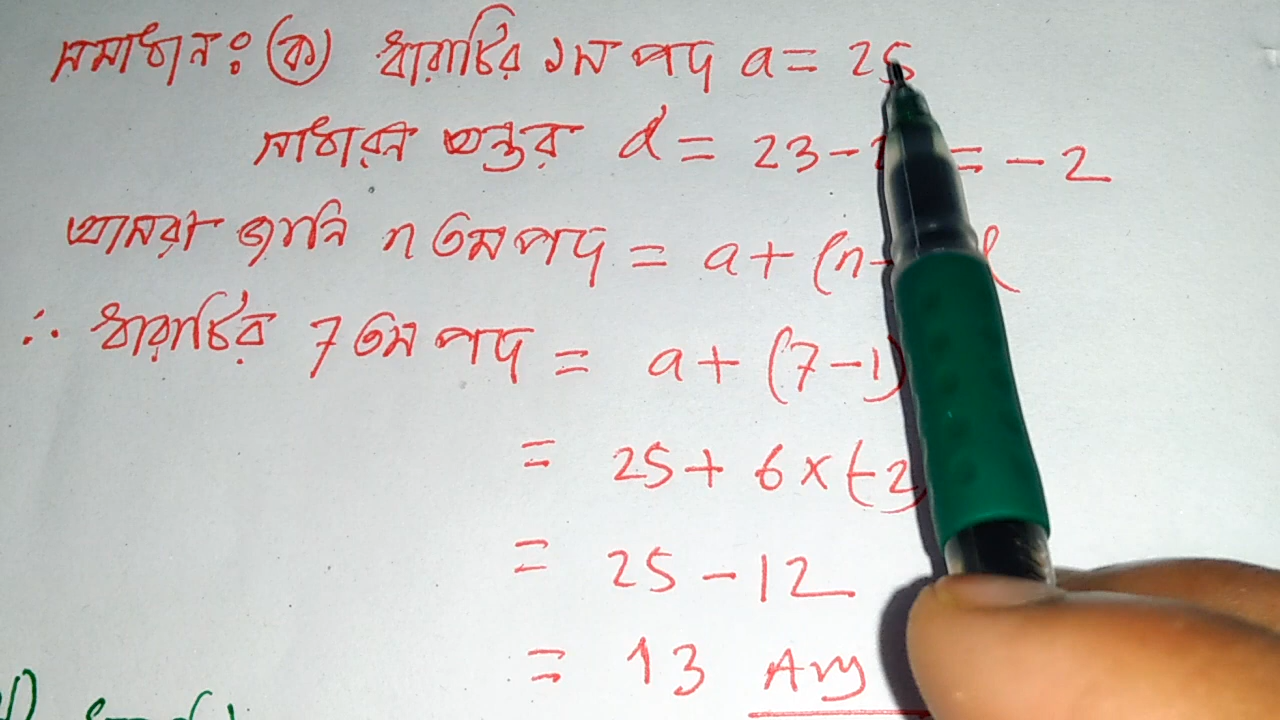 সমাধান: (ক) ধারাটির ১ম পদ a = 25
সাধারন অন্তর d = 23 - = -2
আমরা জানি n তম পদ = a + (n-
∴ ধারাটির 7 তম পদ = a + (7-1)
= 25 + 6 × (-2
= 25 - 12
= 13 Ans